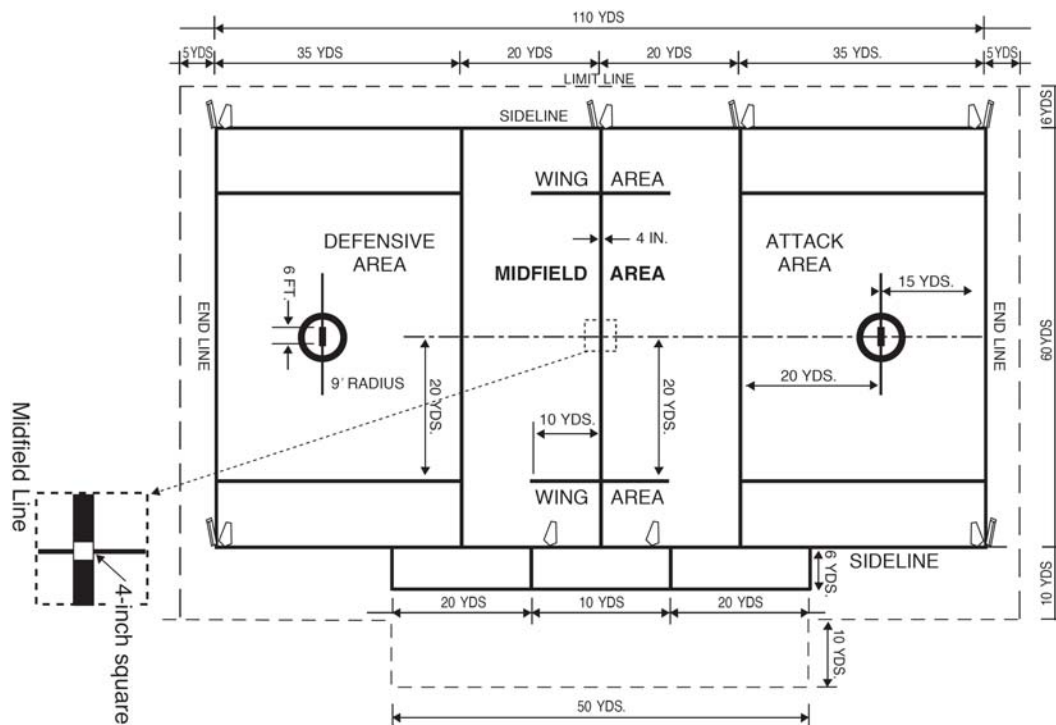 110 YDS
5YDS
35 YDS
20 YDS
20 YDS
35 YDS.
5YDS
LIMIT LINE
6YDS
SIDELINE
WING AREA
DEFENSIVE
AREA
4 IN.
ATTACK
AREA
MIDFIELD AREA
6 FT.
15 YDS.
END LINE
END LINE
60YDS
9' RADIUS
20 YDS.
20 YDS.
20 YDS.
10 YDS.
WING AREA
Midfield Line
4-inch square
SIDELINE
6 YDS.
10 YDS
20 YDS
10 YDS
20 YDS
10 YDS.
50 YDS.